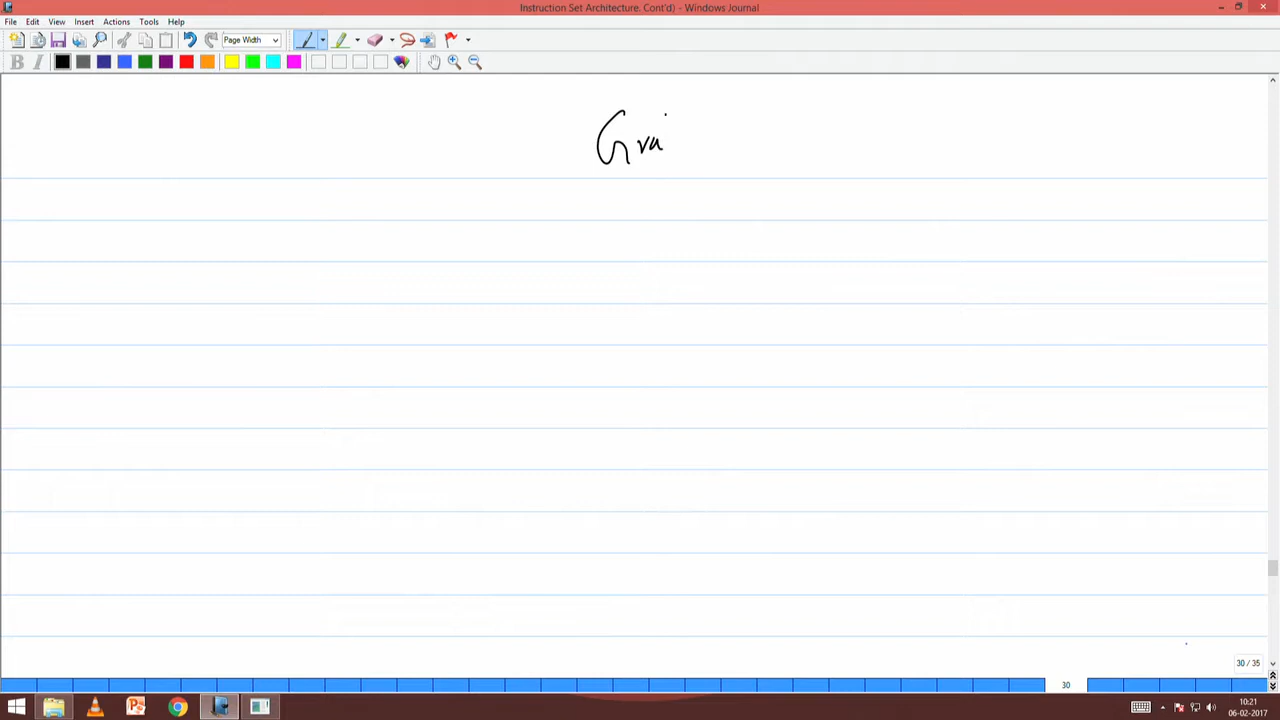 Instruction Set Architecture. Cont'd) - Windows Journal
File Edit View Insert Actions Tools Help
Page Width
B I
Grai
30 / 35
30
10:21
06-02-2017